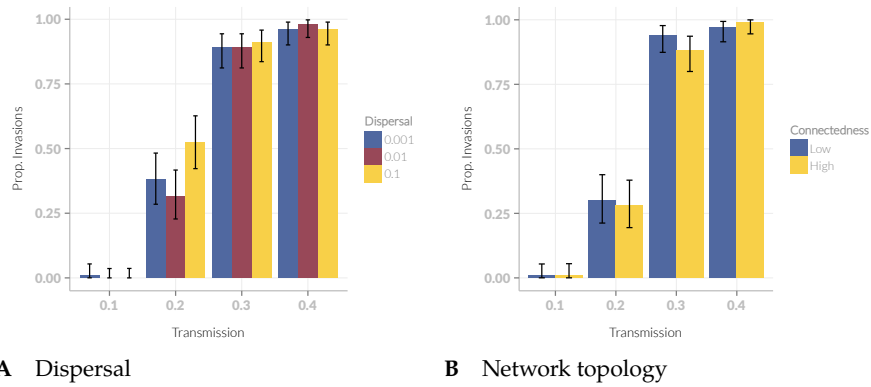 1.00
0.75
0.50
0.25
0.00
Prop. Invasions
0.1 0.2 0.3 0.4
Transmission
Dispersal
0.001
0.01
0.1
A Dispersal
1.00
0.75
0.50
0.25
0.00
Prop. Invasions
0.1 0.2 0.3 0.4
Transmission
Connectedness
Low
High
B Network topology